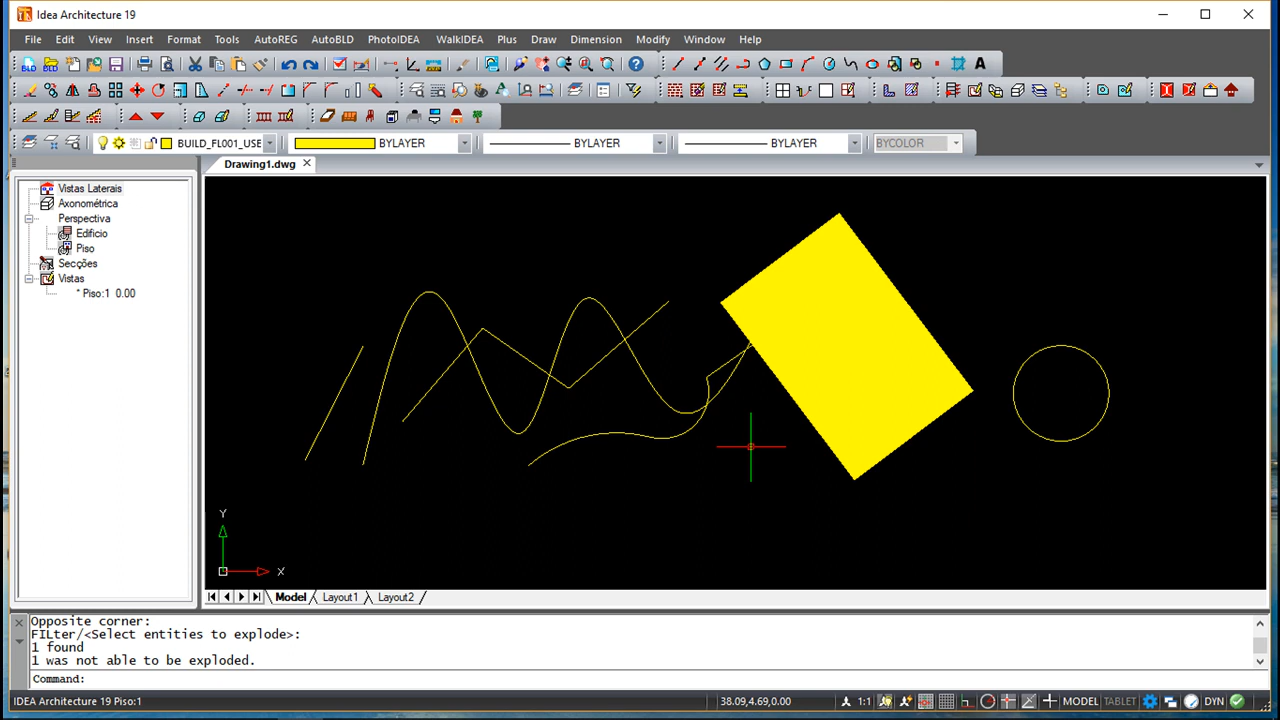 Idea Architecture 19
File Edit View Insert Format Tools AutoREG AutoBLD PhotoIDEA WalkIDEA Plus Draw Dimension Modify Window Help
BLD BLD A
A
BUILD_FL001_USE BYLAYER BYLAYER BYLAYER BYCOLOR
Drawing1.dwg
Vistas Laterais
Axonométrica
Perspectiva
Edificio
Piso
Secções
Vistas
* Piso:1 0.00
Y
X
Model Layout1 Layout2
Opposite corner:
FILter/<Select entities to explode>:
1 found
1 was not able to be exploded.
Command:
IDEA Architecture 19 Piso:1 38.09,4.69,0.00 1:1 MODEL TABLET DYN